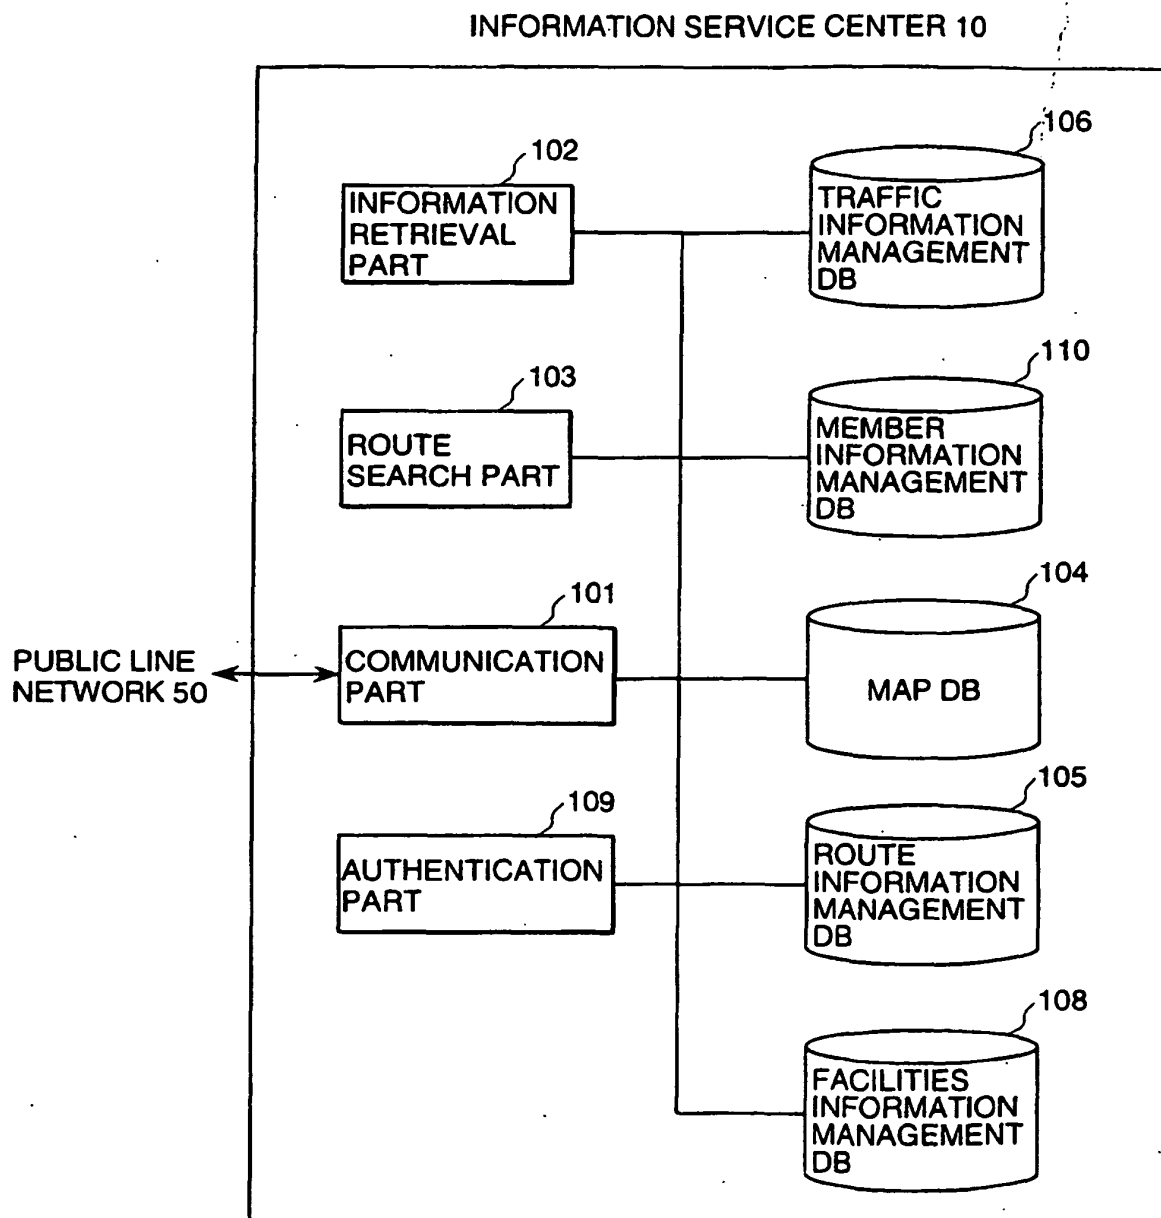 INFORMATION SERVICE CENTER 10
102
INFORMATION
RETRIEVAL
PART
106
TRAFFIC
INFORMATION
MANAGEMENT
DB
103
ROUTE
SEARCH PART
110
MEMBER
INFORMATION
MANAGEMENT
DB
PUBLIC LINE
NETWORK 50
101
COMMUNICATION
PART
104
MAP DB
109
AUTHENTICATION
PART
105
ROUTE
INFORMATION
MANAGEMENT
DB
108
FACILITIES
INFORMATION
MANAGEMENT
DB